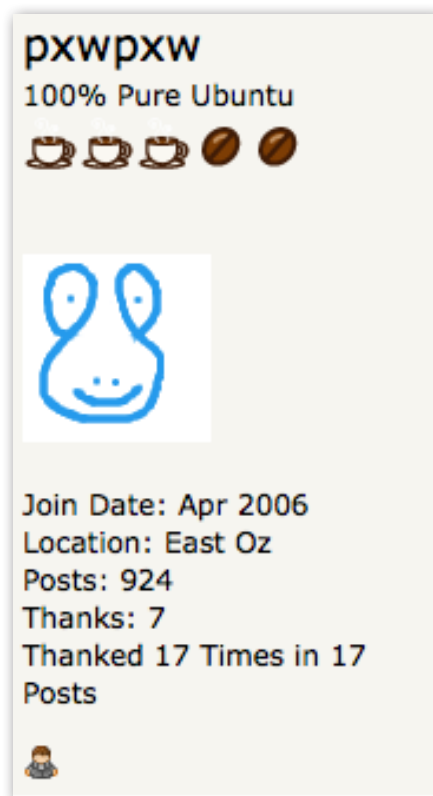 pxwpxw
100% Pure Ubuntu
Join Date: Apr 2006
Location: East Oz
Posts: 924
Thanks: 7
Thanked 17 Times in 17
Posts